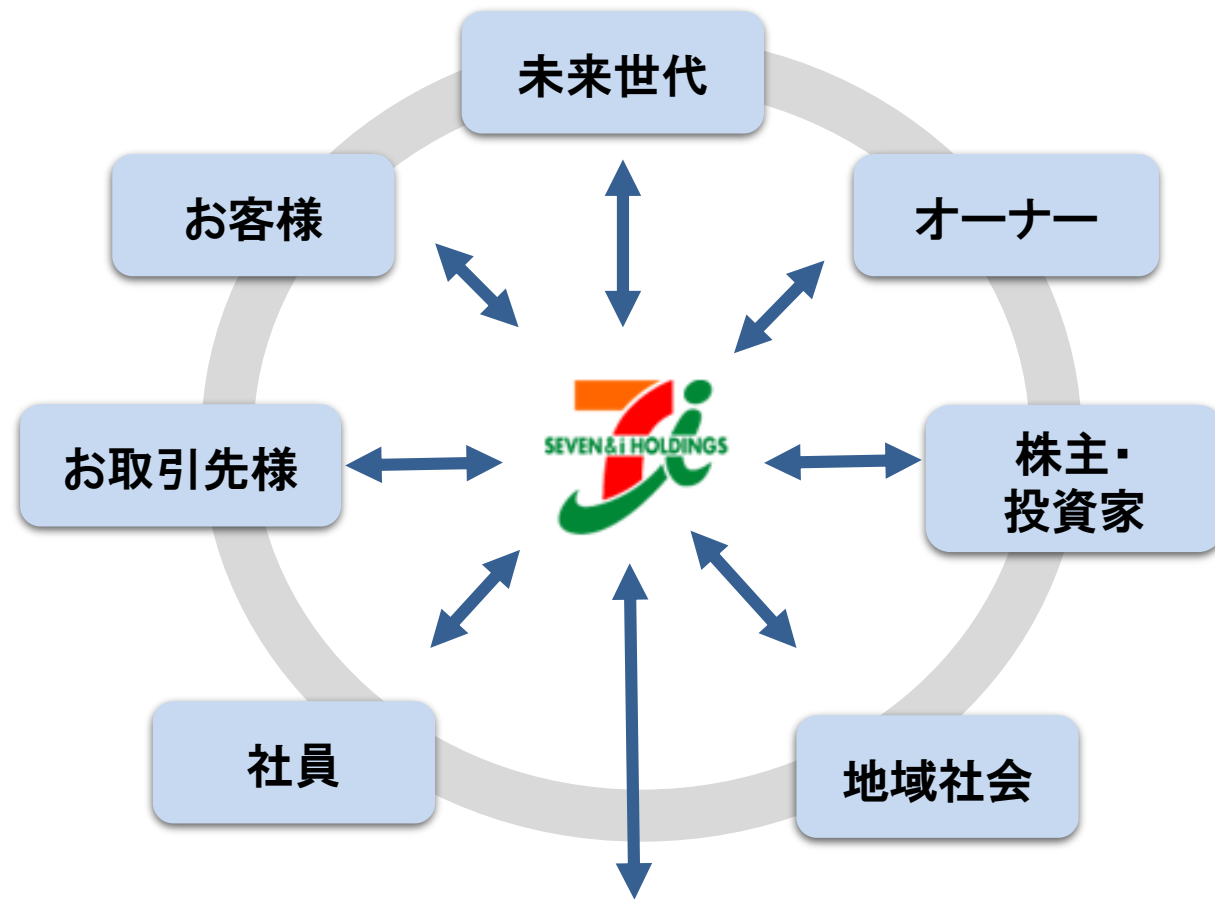 未来世代
お客様
オーナー
SEVEN&i HOLDINGS
お取引先様
株主・
投資家
社員
地域社会